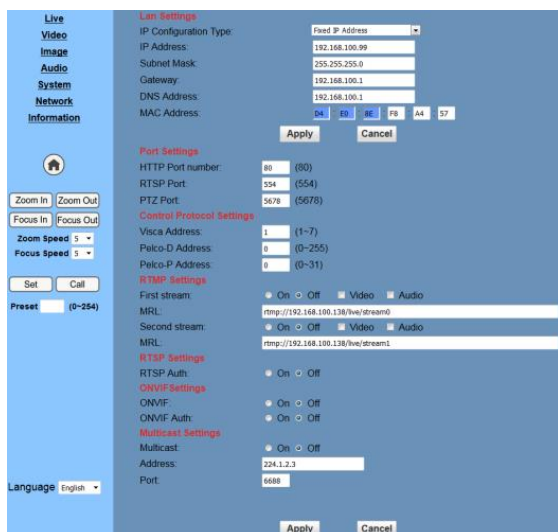 Live
Video
Image
Audio
System
Network
Information
Zoom In Zoom Out
Focus In Focus Out
Zoom Speed 5
Focus Speed 5
Set Call
Preset (0~254)
Language English
Lan Settings
IP Configuration Type: Fixed IP Address
IP Address: 192.168.100.99
Subnet Mask: 255.255.255.0
Gateway: 192.168.100.1
DNS Address: 192.168.100.1
MAC Address: D4 : E0 : 8E : FB : A4 : 57
Apply Cancel
Port Settings
HTTP Port number: 80 (80)
RTSP Port: 554 (554)
PTZ Port: 5678 (5678)
Control Protocol Settings
Visca Address: 1 (1~7)
Pelco-D Address: 0 (0~255)
Pelco-P Address: 0 (0~31)
RTMP Settings
First stream: On Off Video Audio
MRL: rtmp://192.168.100.138/live/stream0
Second stream: On Off Video Audio
MRL: rtmp://192.168.100.138/live/stream1
RTSP Settings
RTSP Auth: On Off
ONVIFSettings
ONVIF: On Off
ONVIF Auth: On Off
Multicast Settings
Multicast: On Off
Address: 224.1.2.3
Port: 6688
Apply Cancel